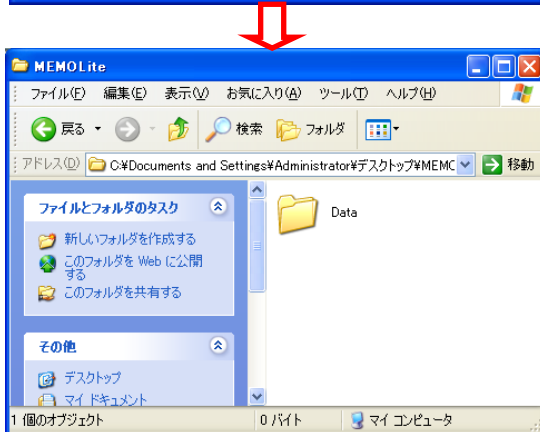 MEMOLite
ファイル(F) 編集(E) 表示(V) お気に入り(A) ツール(T) ヘルプ(H)
戻る 検索 フォルダ
アドレス(D) C:¥Documents and Settings¥Administrator¥デスクトップ¥MEMC 移動
ファイルとフォルダのタスク
新しいフォルダを作成する
このフォルダを Web に公開
する
このフォルダを共有する
その他
デスクトップ
マイ ドキュメント
Data
1 個のオブジェクト 0 バイト マイ コンピュータ